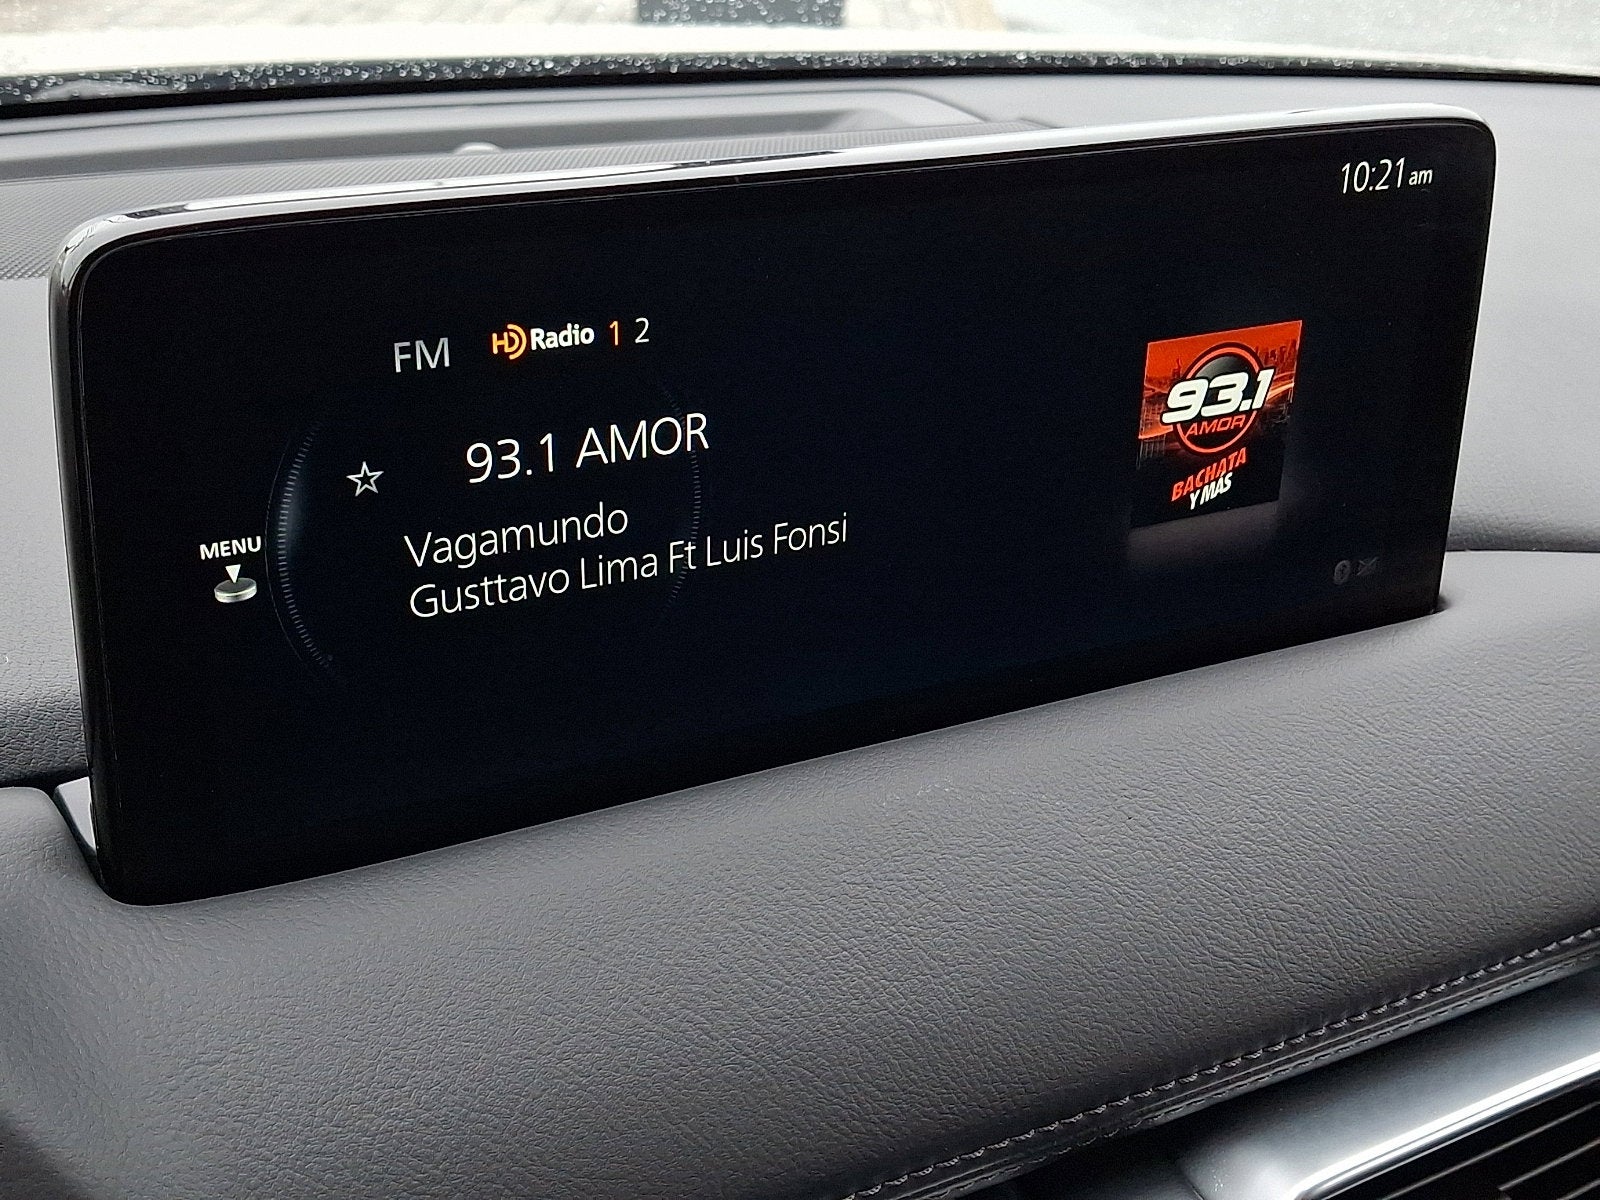 10:21 am
FM HD Radio 1 2
93.1 AMOR
Vagamundo
Gusttavo Lima Ft Luis Fonsi
MENU
93.1
AMOR
BACHATA
Y MÁS